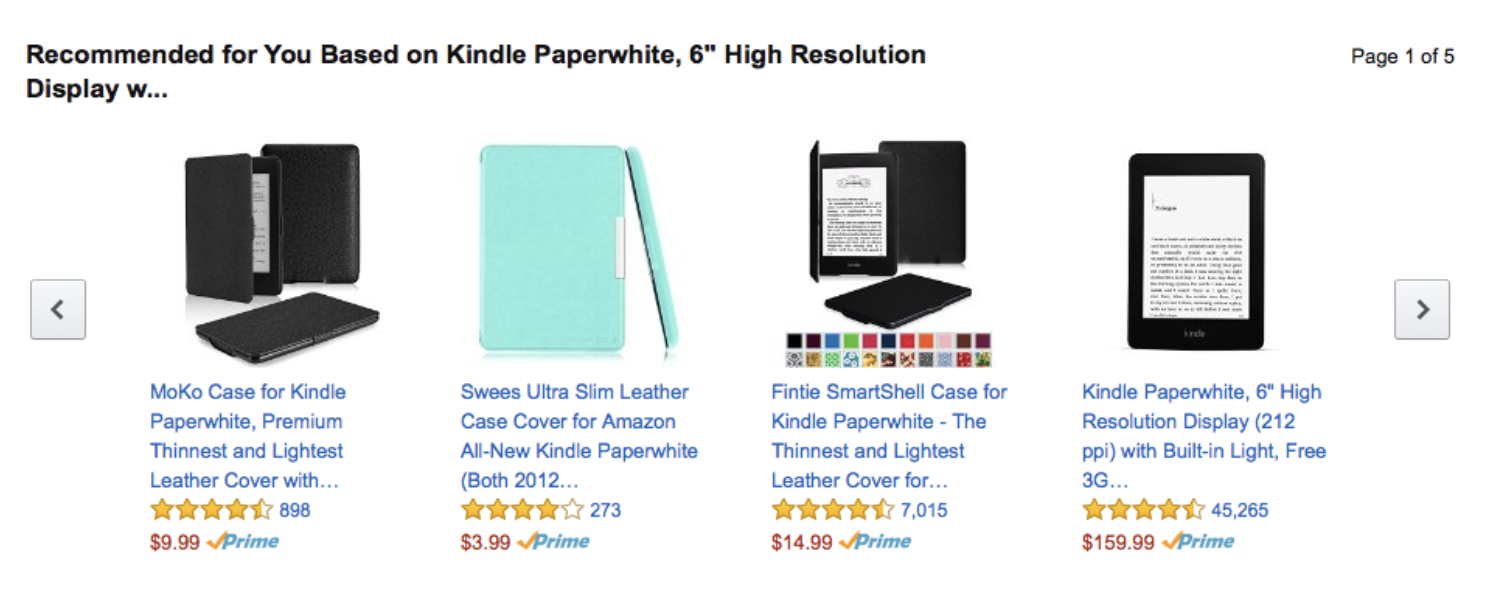 Recommended for You Based on Kindle Paperwhite, 6" High Resolution
Display w...
Page 1 of 5
MoKo Case for Kindle
Paperwhite, Premium
Thinnest and Lightest
Leather Cover with...
898
$9.99 Prime
Swees Ultra Slim Leather
Case Cover for Amazon
All-New Kindle Paperwhite
(Both 2012...
273
$3.99 Prime
Fintie SmartShell Case for
Kindle Paperwhite - The
Thinnest and Lightest
Leather Cover for...
7,015
$14.99 Prime
kindle
Kindle Paperwhite, 6" High
Resolution Display (212
ppi) with Built-in Light, Free
3G...
45,265
$159.99 Prime